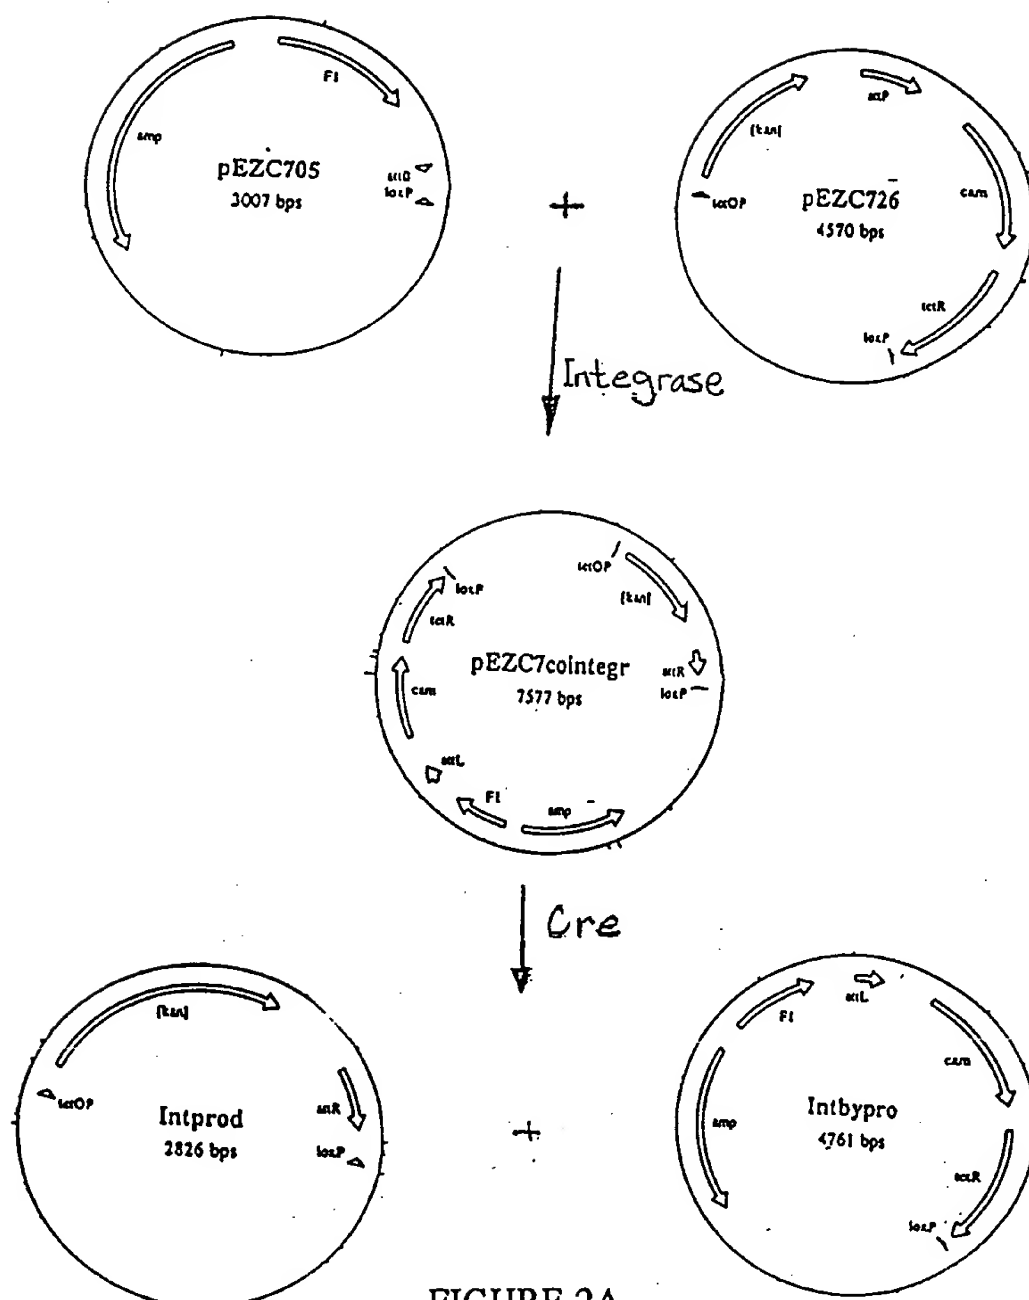 F1
amp
pEZC705
3007 bps
attB
loxP
+
attP
[kan]
cam
pEZC726
4570 bps
tetOP
tetR
loxP
Integrase
tetOP
loxP
[kan]
tetR
pEZC7cointegr
7577 bps
attR
loxP
cam
attL
F1
amp
Cre
[kan]
tetOP
attR
Intprod
2826 bps
loxP
+
attL
F1
cam
Intbypro
4761 bps
amp
tetR
loxP
FIGURE 2A